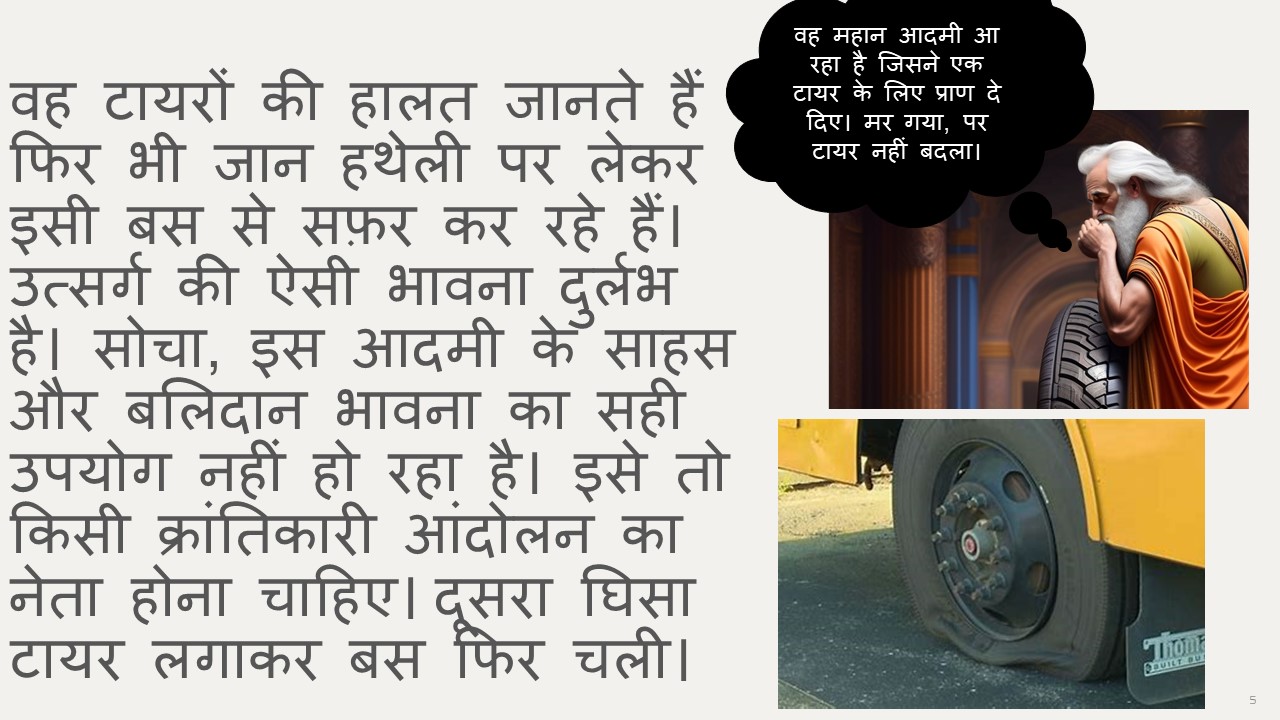 वह टायरों की हालत जानते हैं
फिर भी जान हथेली पर लेकर
इसी बस से सफ़र कर रहे हैं।
उत्सर्ग की ऐसी भावना दुर्लभ
है। सोचा, इस आदमी के साहस
और बलिदान भावना का सही
उपयोग नहीं हो रहा है। इसे तो
किसी क्रांतिकारी आंदोलन का
नेता होना चाहिए। दूसरा घिसा
टायर लगाकर बस फिर चली।
वह महान आदमी आ
रहा है जिसने एक
टायर के लिए प्राण दे
दिए। मर गया, पर
टायर नहीं बदला।
5